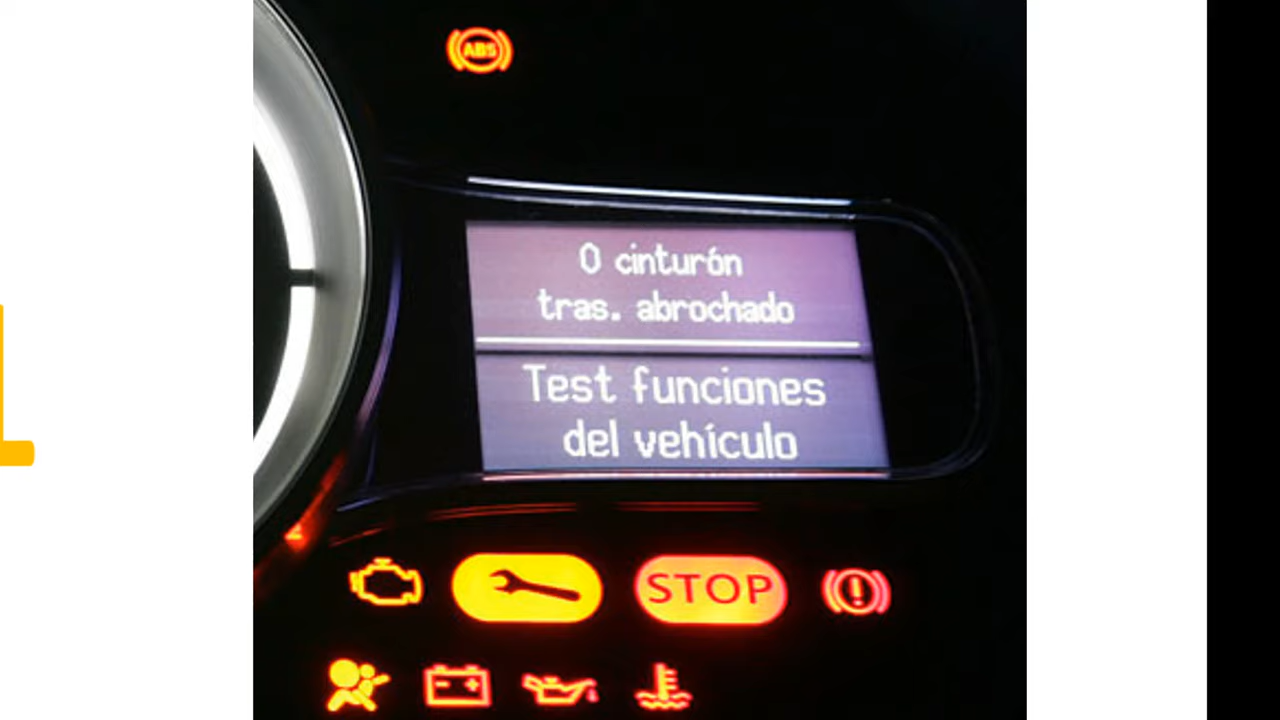 ABS
0 cinturón
tras. abrochado
Test funciones
del vehículo
STOP